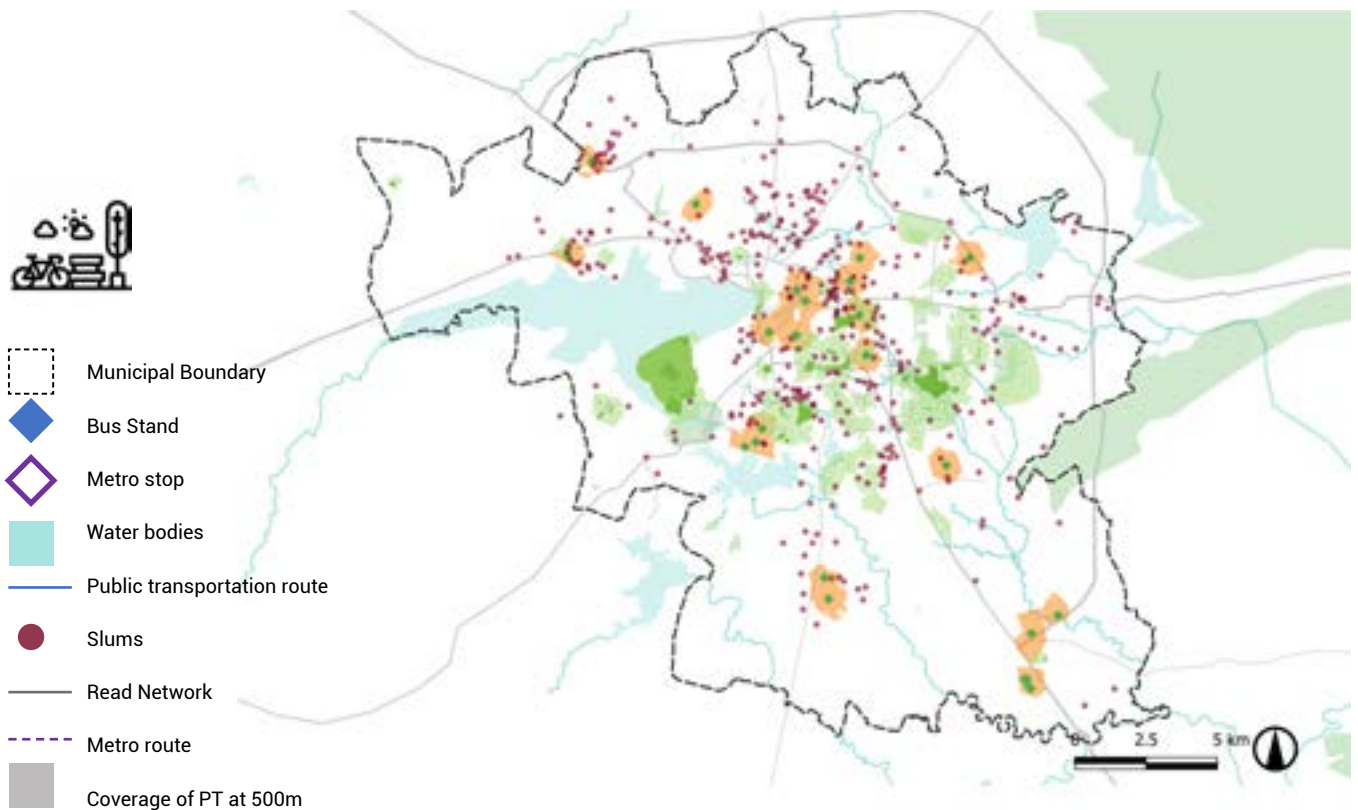 Municipal Boundary
Bus Stand
Metro stop
Water bodies
Public transportation route
Slums
Read Network
Metro route
Coverage of PT at 500m
0 2.5 5 km